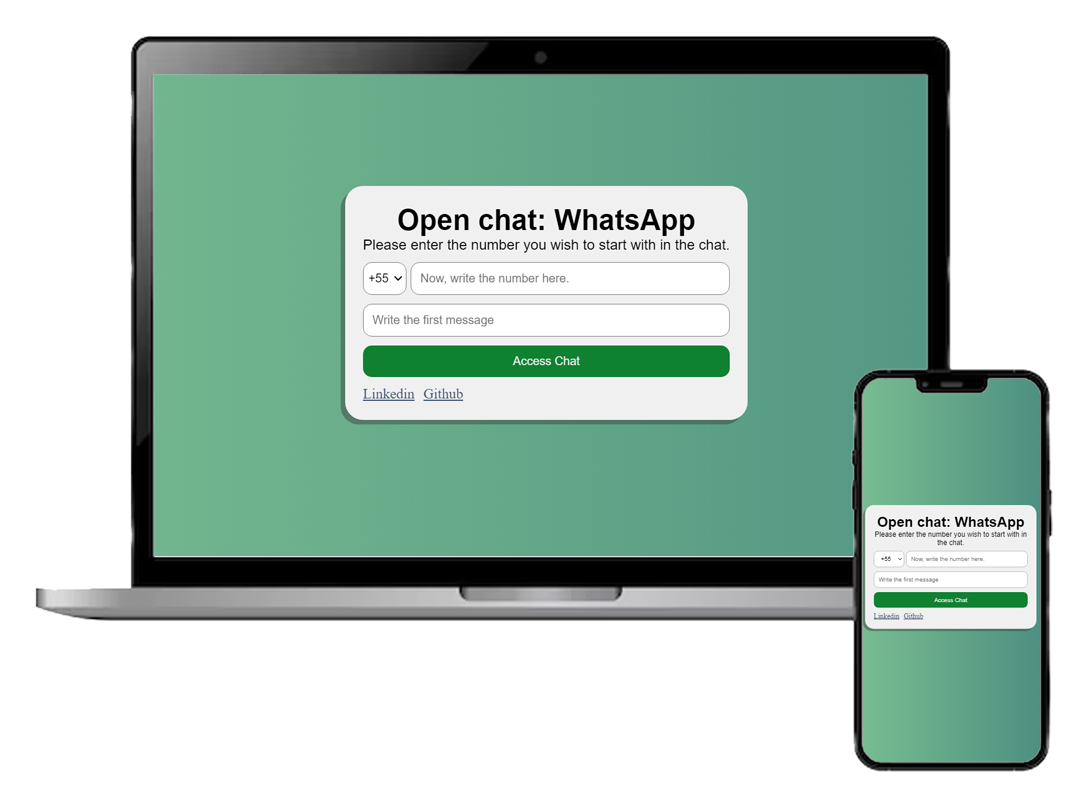 Open chat: WhatsApp
Please enter the number you wish to start with in the chat.
+55 Now, write the number here.
Write the first message
Access Chat
Linkedin Github
Open chat: WhatsApp
Please enter the number you wish to start with in
the chat.
+55 Now, write the number here.
Write the first message
Access Chat
Linkedin Github